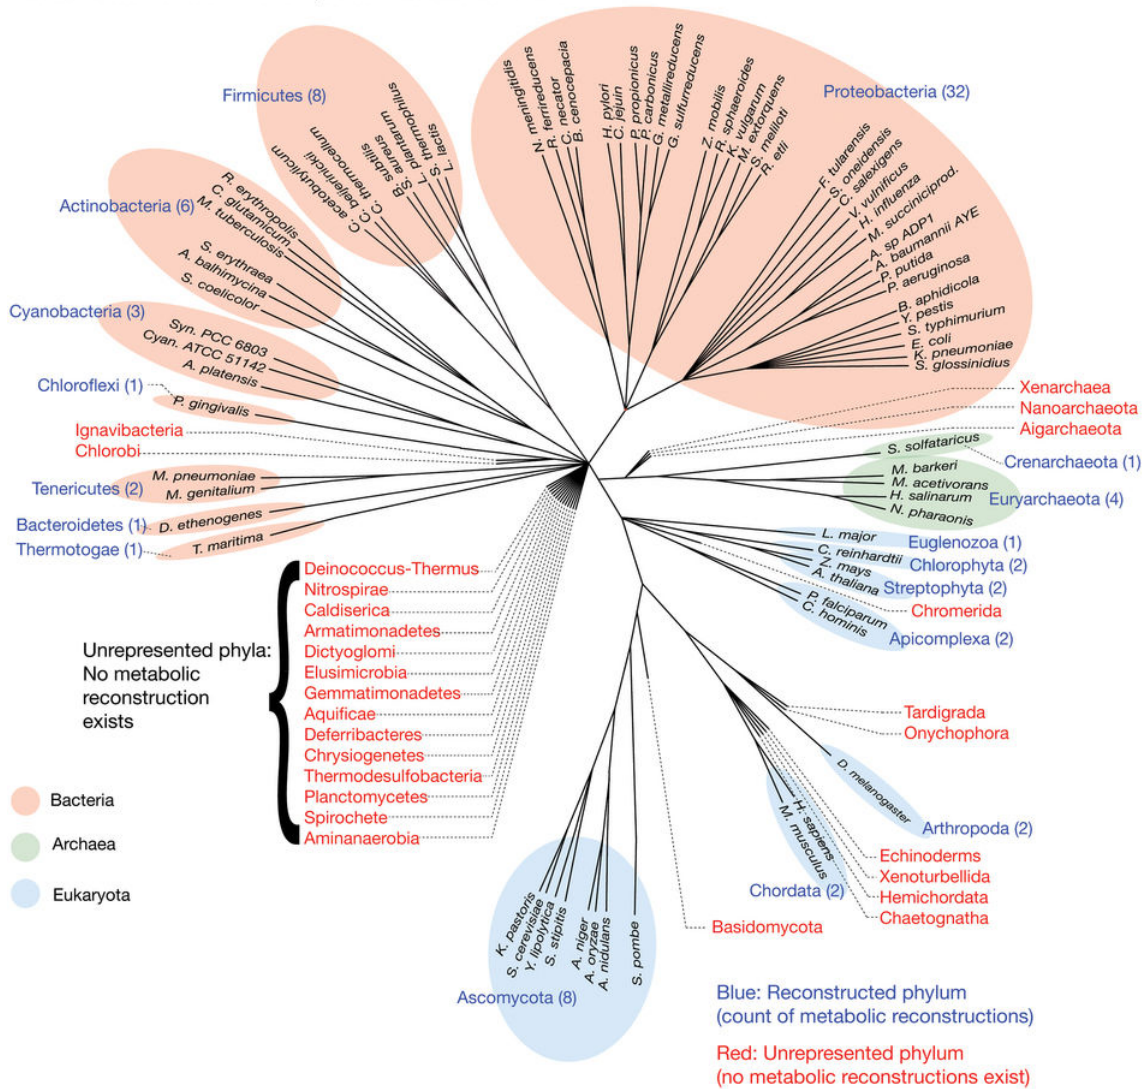 Firmicutes (8)
C. acetobutylicum
C. beijerinckii
C. thermocellum
B. subtilis
S. aureus
L. plantarum
S. thermophilus
L. lactis
Proteobacteria (32)
N. meningitidis
R. ferrireducens
C. necator
B. cenocepacia
H. pylori
C. jejuin
P. propionicus
P. carbonicus
G. metallireducens
G. sulfurreducens
Z. mobilis
R. sphaeroides
K. vulgarum
M. extorquens
S. meliloti
R. etli
F. tularensis
S. oneidensis
C. salexigens
V. vulnificus
H. influenza
M. succiniciprod.
A. sp ADP1
A. baumannii AYE
P. putida
P. aeruginosa
B. aphidicola
Y. pestis
S. typhimurium
E. coli
K. pneumoniae
S. glossinidius
Actinobacteria (6)
R. erythropolis
C. glutamicum
M. tuberculosis
S. erythraea
A. balhimycina
S. coelicolor
Cyanobacteria (3)
Syn. PCC 6803
Cyan. ATCC 51142
A. platensis
Chloroflexi (1)
P. gingivalis
Ignavibacteria
Chlorobi
M. pneumoniae
Tenericutes (2)
M. genitalium
Bacteroidetes (1)
D. ethenogenes
Thermotogae (1)
T. maritima
Xenarchaea
Nanoarchaeota
Aigarchaeota
S. solfataricus
Crenarchaeota (1)
M. barkeri
M. acetivorans
H. salinarum
Euryarchaeota (4)
N. pharaonis
L. major
Euglenozoa (1)
C. reinhardtii
Chlorophyta (2)
Z. mays
A. thaliana
Streptophyta (2)
Chromerida
P. falciparum
C. hominis
Apicomplexa (2)
Unrepresented phyla:
No metabolic
reconstruction
exists
Deinococcus-Thermus
Nitrospirae
Caldiserica
Armatimonadetes
Dictyoglomi
Elusimicrobia
Gemmatimonadetes
Aquificae
Deferribacteres
Chrysiogenetes
Thermodesulfobacteria
Planctomycetes
Spirochete
Aminanaerobia
Tardigrada
Onychophora
D. melanogaster
Arthropoda (2)
H. sapiens
M. musculus
Chordata (2)
Echinoderms
Xenoturbellida
Hemichordata
Chaetognatha
Basidomycota
K. pastoris
S. cerevisiae
Y. lipolytica
S. stipitis
A. niger
A. oryzae
A. nidulans
S. pombe
Ascomycota (8)
Bacteria
Archaea
Eukaryota
Blue: Reconstructed phylum
(count of metabolic reconstructions)
Red: Unrepresented phylum
(no metabolic reconstructions exist)